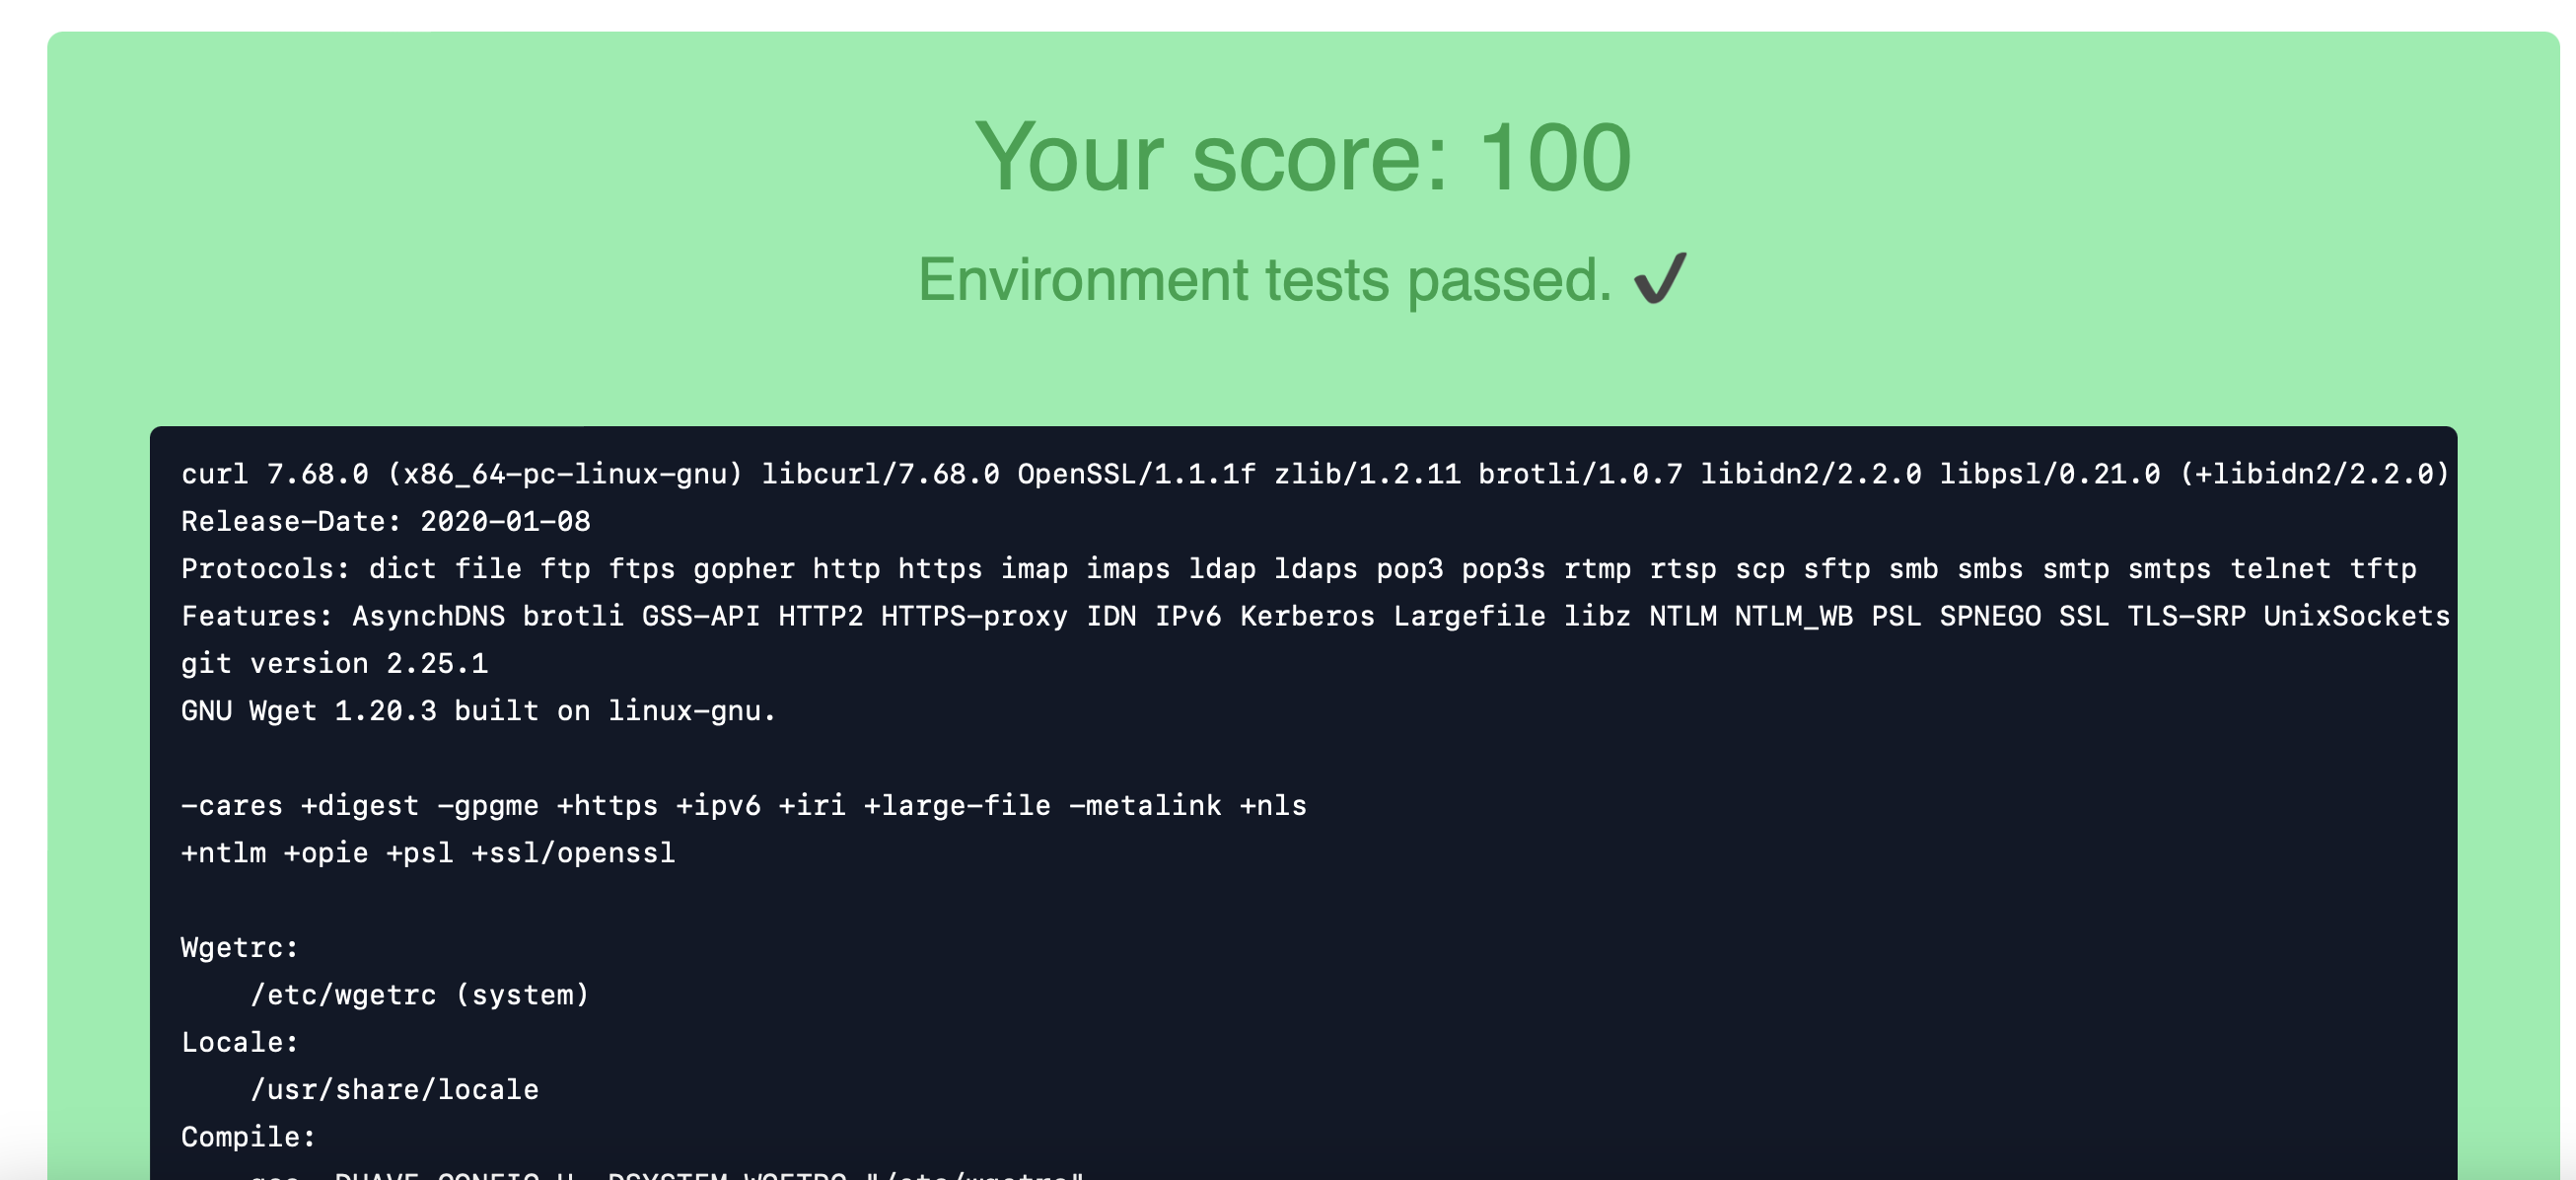 Your score: 100
Environment tests passed. ✔
curl 7.68.0 (x86_64-pc-linux-gnu) libcurl/7.68.0 OpenSSL/1.1.1f zlib/1.2.11 brotli/1.0.7 libidn2/2.2.0 libpsl/0.21.0 (+libidn2/2.2.0)
Release-Date: 2020-01-08
Protocols: dict file ftp ftps gopher http https imap imaps ldap ldaps pop3 pop3s rtmp rtsp scp sftp smb smbs smtp smtps telnet tftp
Features: AsynchDNS brotli GSS-API HTTP2 HTTPS-proxy IDN IPv6 Kerberos Largefile libz NTLM NTLM_WB PSL SPNEGO SSL TLS-SRP UnixSockets
git version 2.25.1
GNU Wget 1.20.3 built on linux-gnu.
-cares +digest -gpgme +https +ipv6 +iri +large-file -metalink +nls
+ntlm +opie +psl +ssl/openssl
Wgetrc:
    /etc/wgetrc (system)
Locale:
    /usr/share/locale
Compile:
    gcc -DHAVE_CONFIG_H -DSYSTEM_WGETRC="/etc/wgetrc"